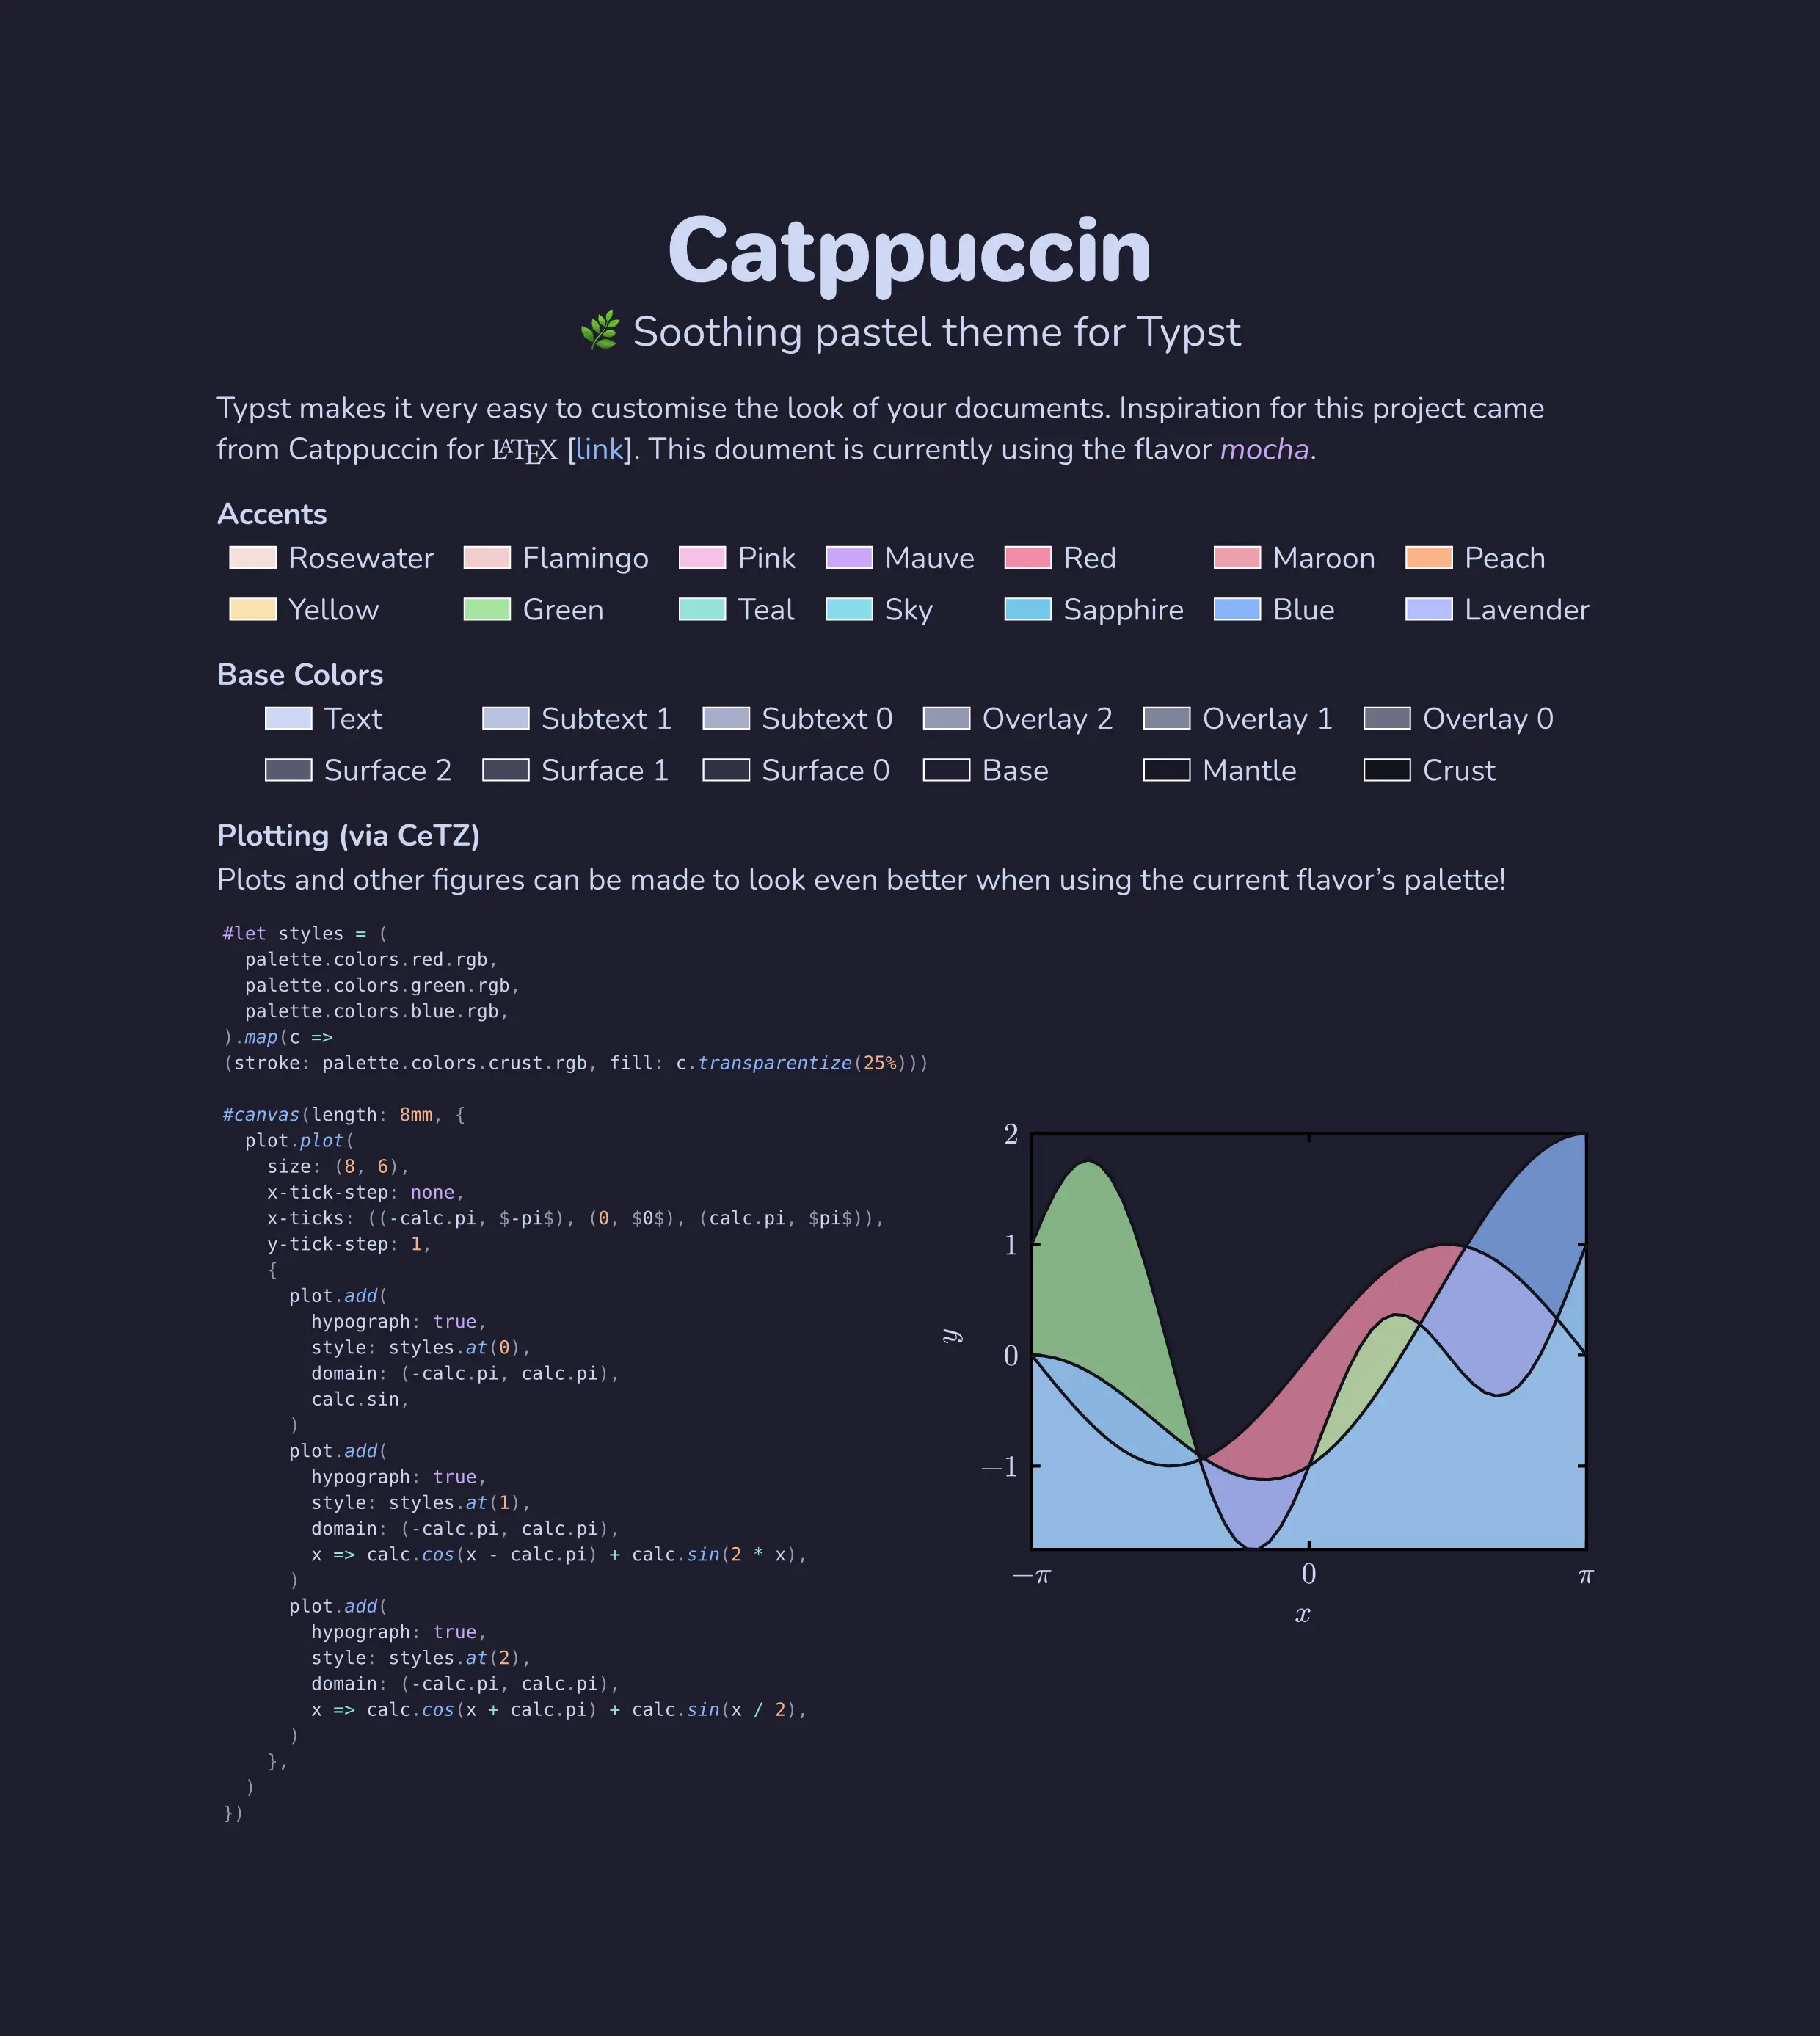 Catppuccin
🌿 Soothing pastel theme for Typst
Typst makes it very easy to customise the look of your documents. Inspiration for this project came
from Catppuccin for LATEX [link]. This doument is currently using the flavor mocha.
Accents
Rosewater Flamingo Pink Mauve Red Maroon Peach
Yellow Green Teal Sky Sapphire Blue Lavender
Base Colors
Text Subtext 1 Subtext 0 Overlay 2 Overlay 1 Overlay 0
Surface 2 Surface 1 Surface 0 Base Mantle Crust
Plotting (via CeTZ)
Plots and other figures can be made to look even better when using the current flavor’s palette!
#let styles = (
  palette.colors.red.rgb,
  palette.colors.green.rgb,
  palette.colors.blue.rgb,
).map(c =>
(stroke: palette.colors.crust.rgb, fill: c.transparentize(25%)))
#canvas(length: 8mm, {
  plot.plot(
    size: (8, 6),
    x-tick-step: none,
    x-ticks: ((-calc.pi, $-pi$), (0, $0$), (calc.pi, $pi$)),
    y-tick-step: 1,
    {
      plot.add(
        hypograph: true,
        style: styles.at(0),
        domain: (-calc.pi, calc.pi),
        calc.sin,
      )
      plot.add(
        hypograph: true,
        style: styles.at(1),
        domain: (-calc.pi, calc.pi),
        x => calc.cos(x - calc.pi) + calc.sin(2 * x),
      )
      plot.add(
        hypograph: true,
        style: styles.at(2),
        domain: (-calc.pi, calc.pi),
        x => calc.cos(x + calc.pi) + calc.sin(x / 2),
      )
    },
  )
})
2
1
0
−1
y
−π 0 π
x